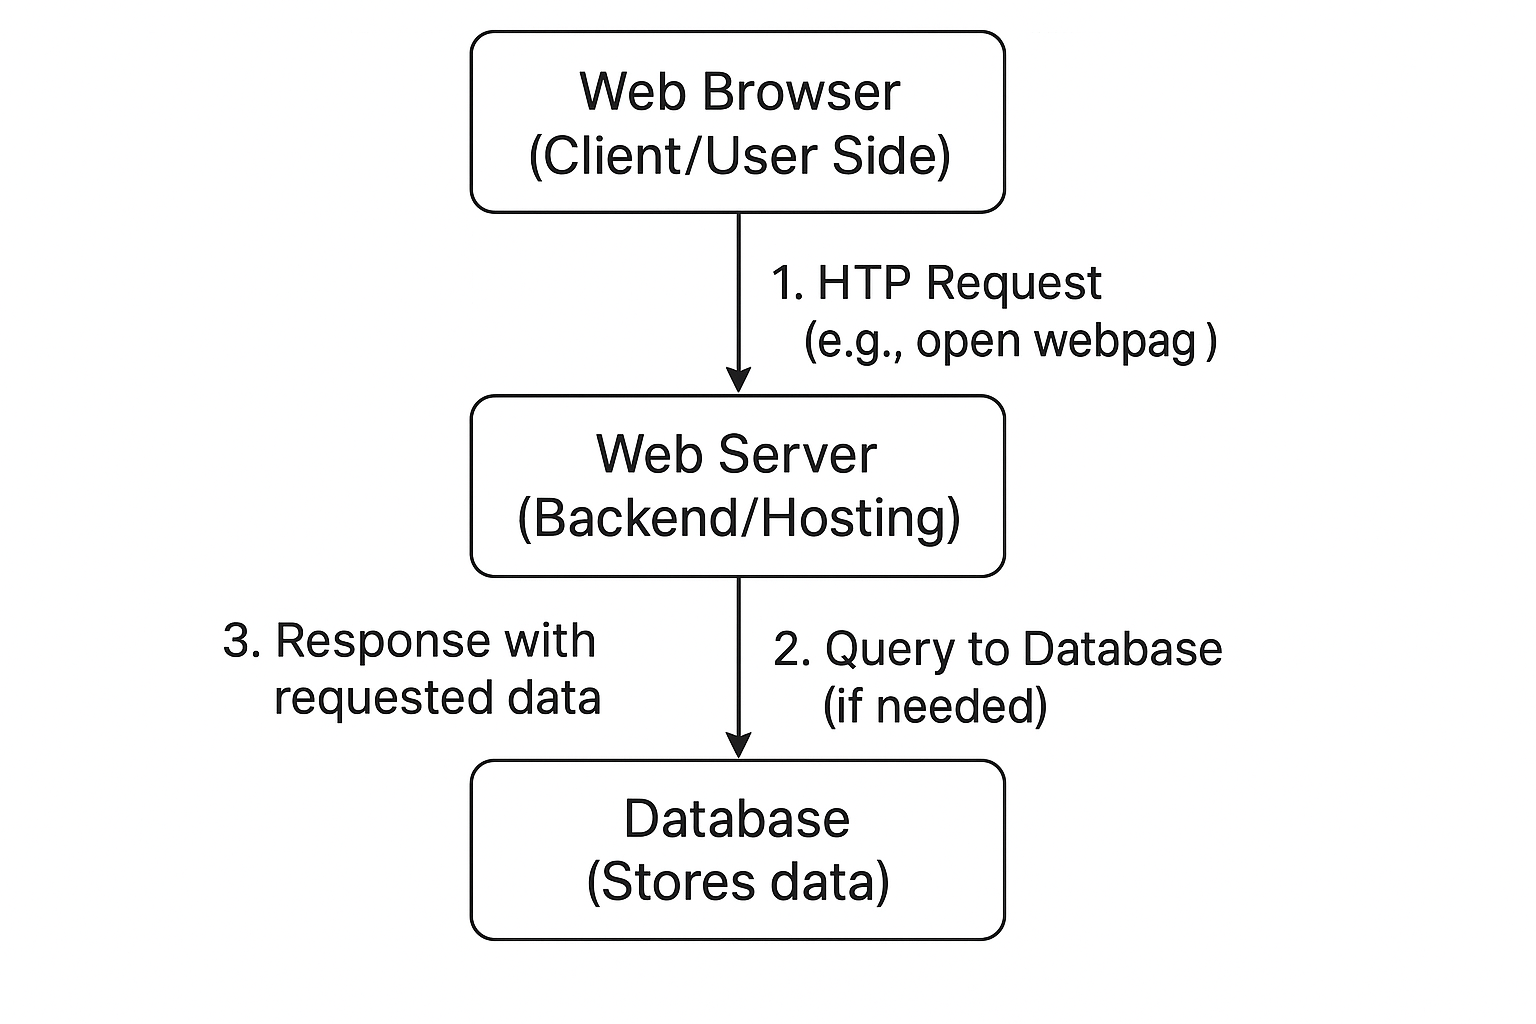 Web Browser
(Client/User Side)
1. HTP Request
(e.g., open webpag )
Web Server
(Backend/Hosting)
3. Response with
requested data
2. Query to Database
(if needed)
Database
(Stores data)